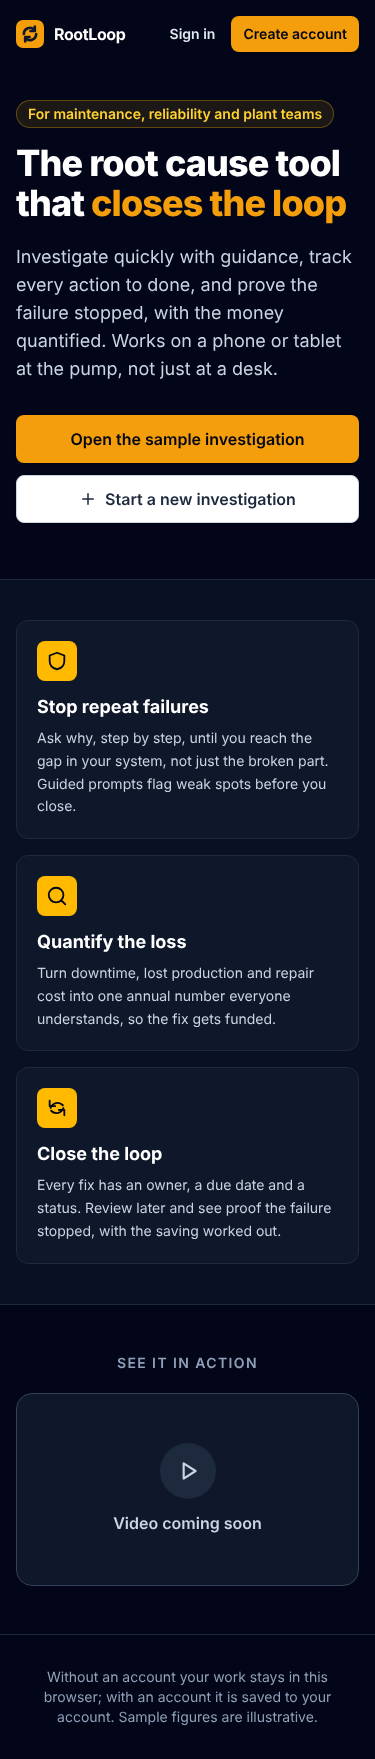 RootLoop
Sign in
Create account
For maintenance, reliability and plant teams
The root cause tool
that closes the loop
Investigate quickly with guidance, track
every action to done, and prove the
failure stopped, with the money
quantified. Works on a phone or tablet
at the pump, not just at a desk.
Open the sample investigation
Start a new investigation
Stop repeat failures
Ask why, step by step, until you reach the
gap in your system, not just the broken part.
Guided prompts flag weak spots before you
close.
Quantify the loss
Turn downtime, lost production and repair
cost into one annual number everyone
understands, so the fix gets funded.
Close the loop
Every fix has an owner, a due date and a
status. Review later and see proof the failure
stopped, with the saving worked out.
SEE IT IN ACTION
Video coming soon
Without an account your work stays in this
browser; with an account it is saved to your
account. Sample figures are illustrative.